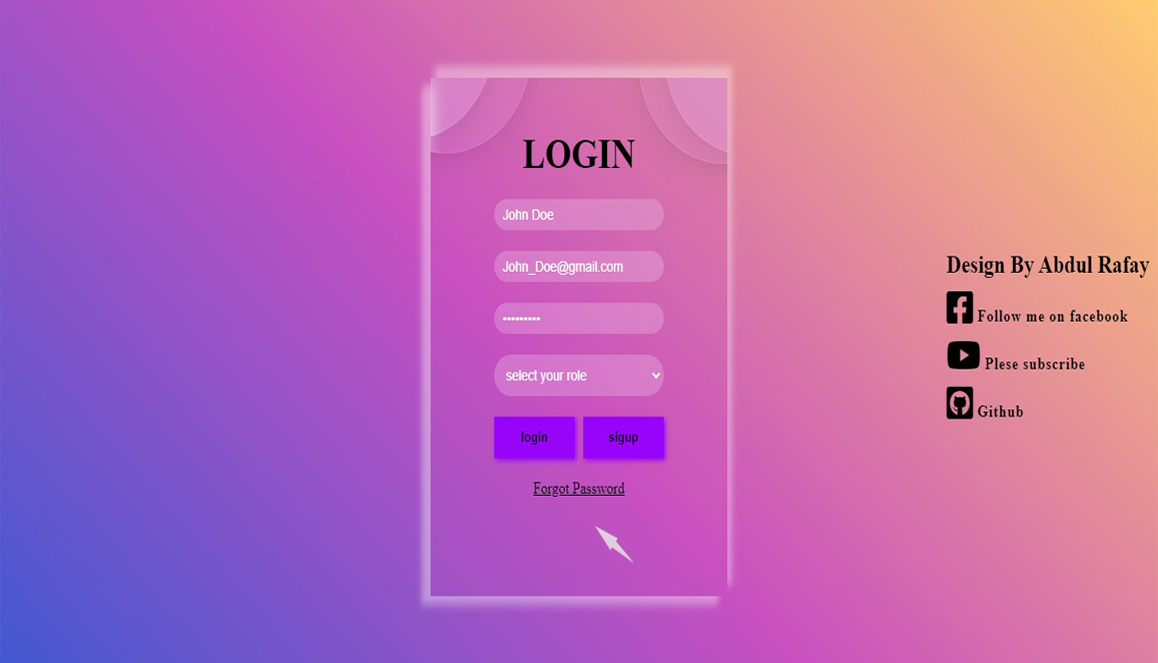 LOGIN
John Doe
John_Doe@gmail.com
•••••••••
select your role
login
sigup
Forgot Password
Design By Abdul Rafay
Follow me on facebook
Plese subscribe
Github